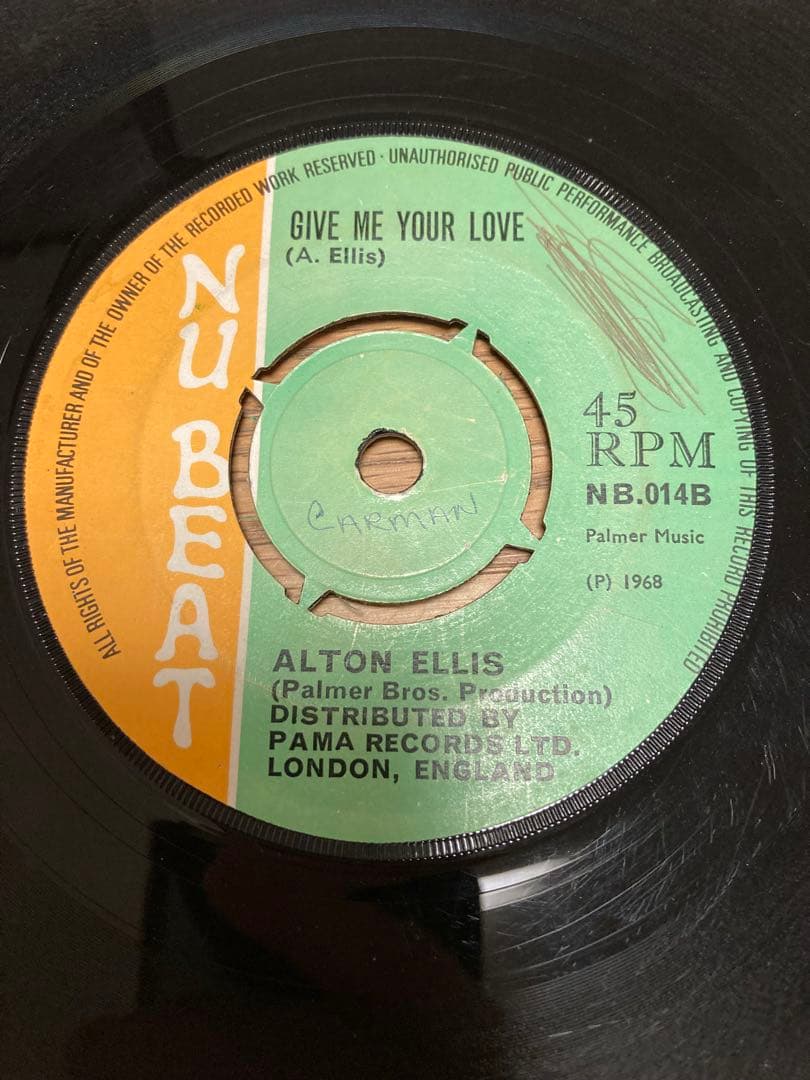 ALL RIGHTS OF THE MANUFACTURER AND OF THE OWNER OF THE RECORDED WORK RESERVED · UNAUTHORISED PUBLIC PERFORMANCE BROADCASTING AND COPYING OF THIS RECORD PROHIBITED
NU BEAT
GIVE ME YOUR LOVE
(A. Ellis)
45
RPM
NB.014B
Palmer Music
(P) 1968
CARMAN
ALTON ELLIS
(Palmer Bros. Production)
DISTRIBUTED BY
PAMA RECORDS LTD.
LONDON, ENGLAND